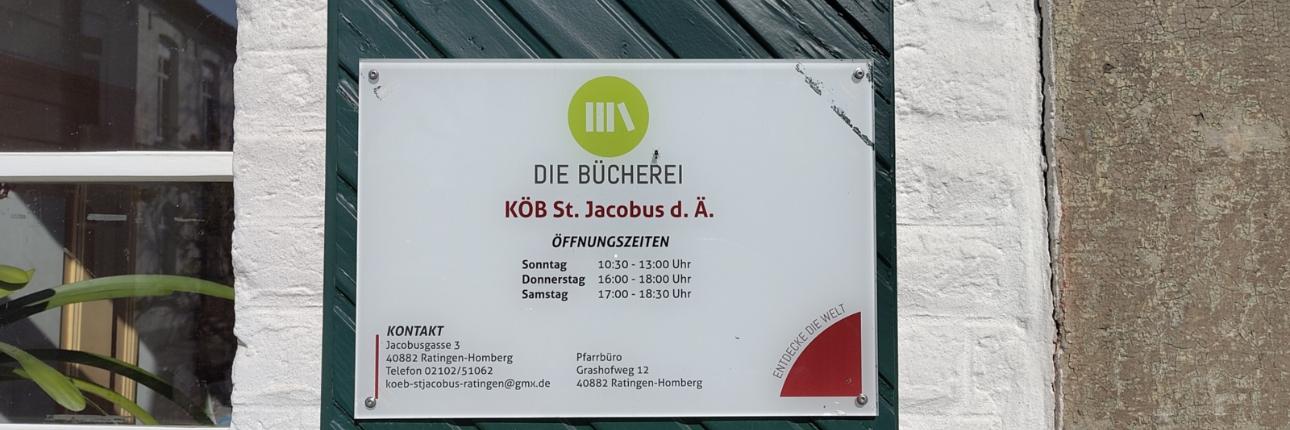 DIE BÜCHEREI
KÖB St. Jacobus d. Ä.
ÖFFNUNGSZEITEN
Sonntag 10:30 - 13:00 Uhr
Donnerstag 16:00 - 18:00 Uhr
Samstag 17:00 - 18:30 Uhr
KONTAKT
Jacobusgasse 3
40882 Ratingen-Homberg
Telefon 02102/51062
koeb-stjacobus-ratingen@gmx.de
Pfarrbüro
Grashofweg 12
40882 Ratingen-Homberg
ENTDECKE DIE WELT